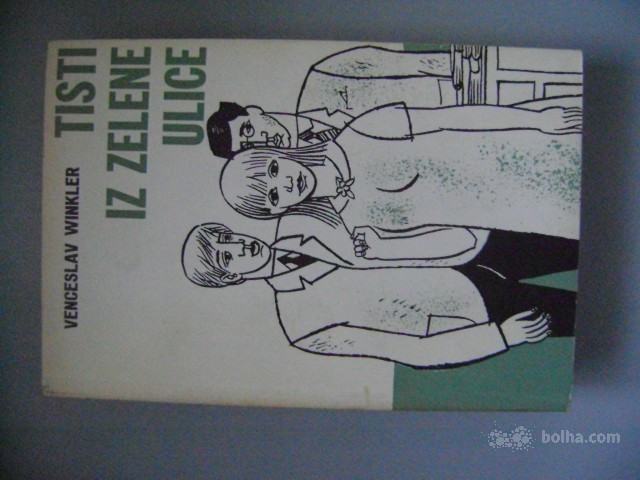 VENCESLAV WINKLER
TISTI
IZ ZELENE
ULICE
bolha.com